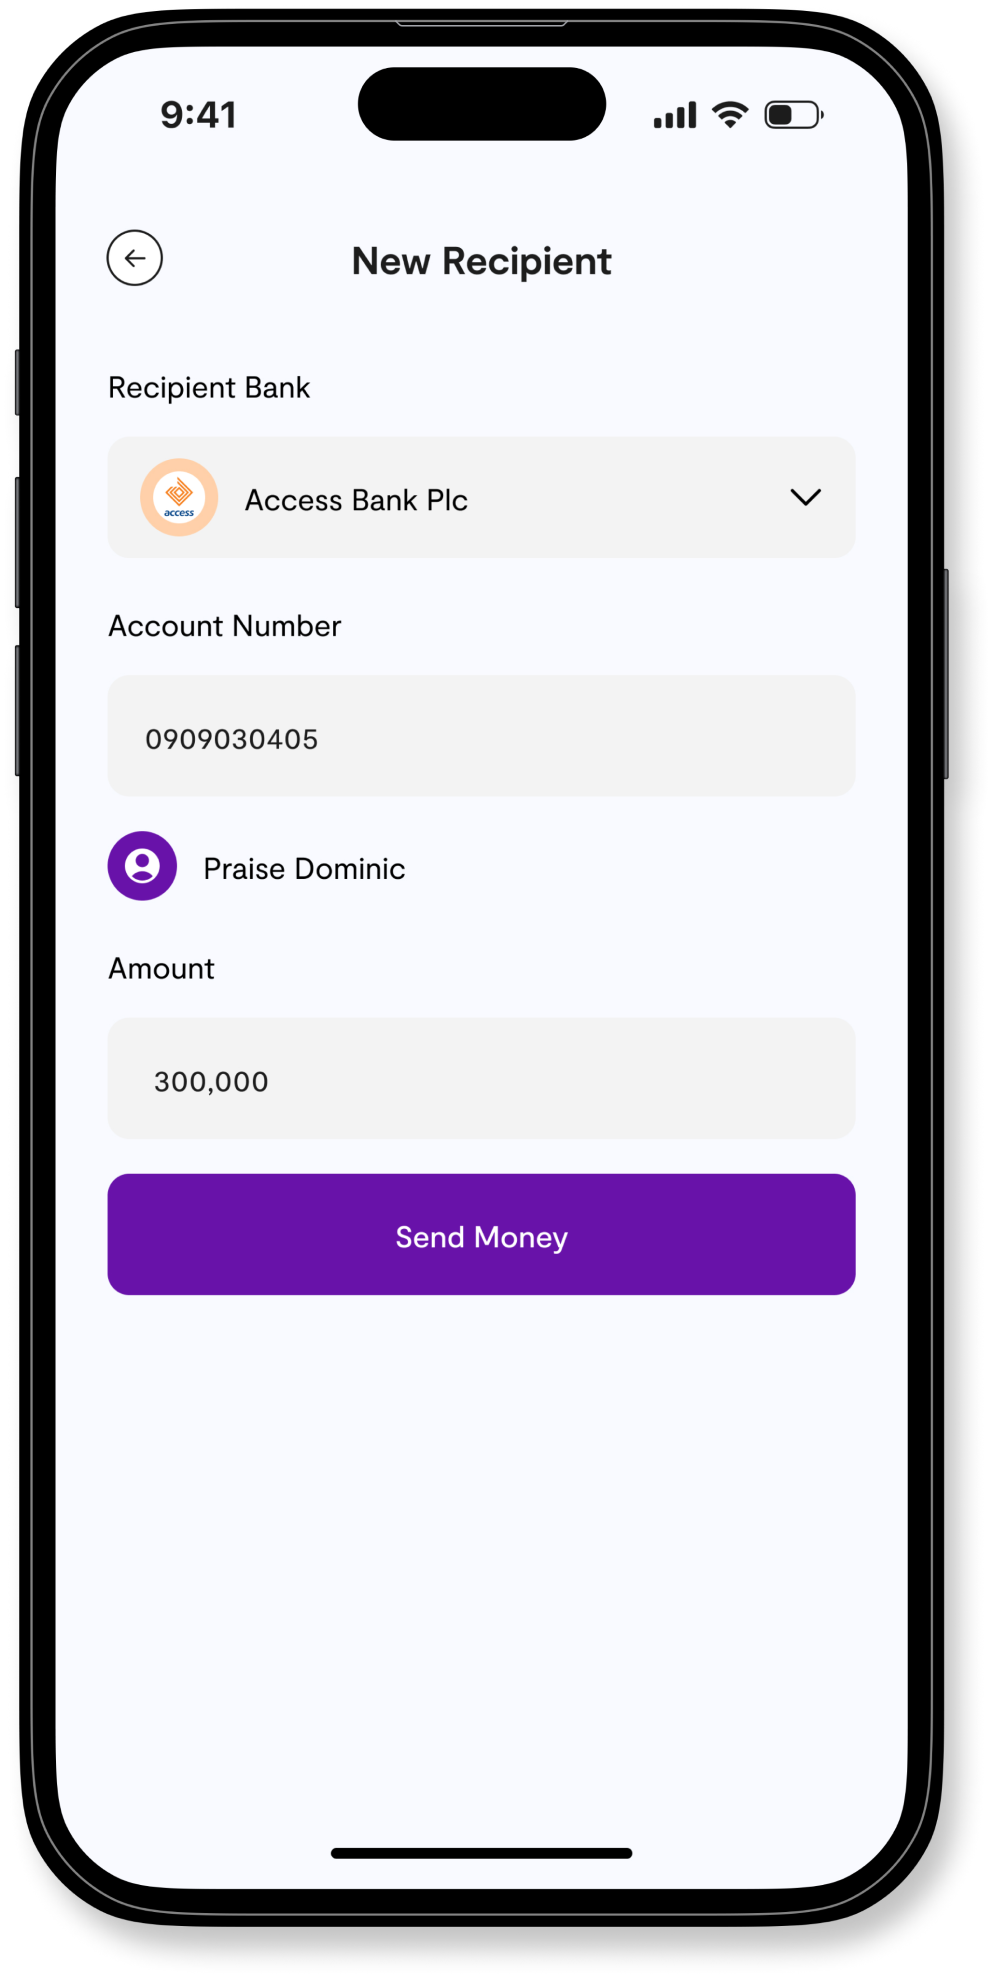 9:41
New Recipient
Recipient Bank
access
Access Bank Plc
Account Number
0909030405
Praise Dominic
Amount
300,000
Send Money